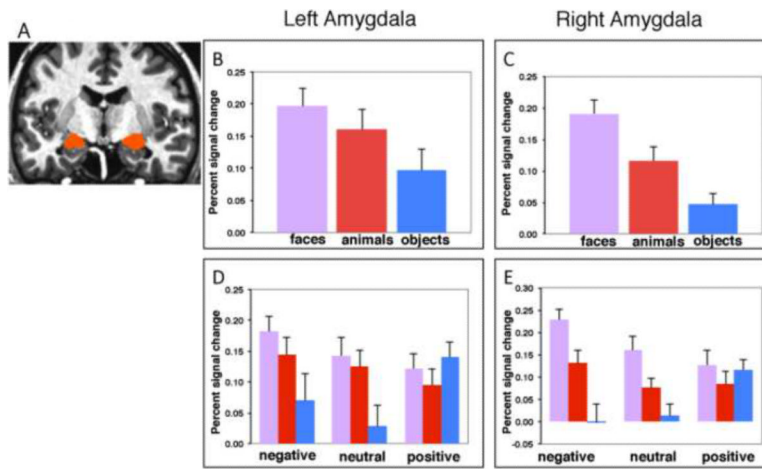 Left Amygdala
Right Amygdala
A
B
Percent signal change
0.25
0.20
0.15
0.10
0.05
0.00
faces animals objects
C
Percent signal change
0.25
0.20
0.15
0.10
0.05
0.00
faces animals objects
D
Percent signal change
0.25
0.20
0.15
0.10
0.05
0.00
negative neutral positive
E
Percent signal change
0.30
0.25
0.20
0.15
0.10
0.05
0.00
-0.05
negative neutral positive